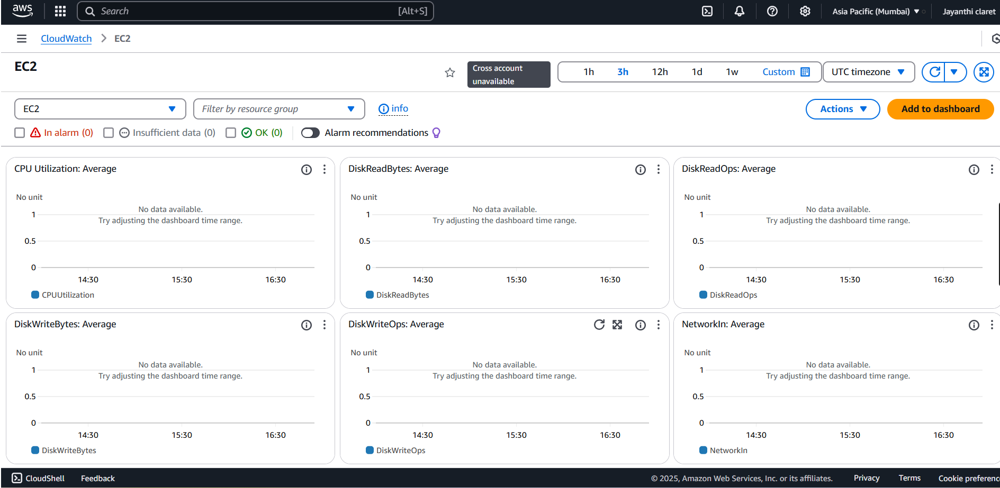 aws
Search
[Alt+S]
Asia Pacific (Mumbai)
Jayanthi claret
CloudWatch
EC2
EC2
Cross account
unavailable
1h
3h
12h
1d
1w
Custom
UTC timezone
EC2
Filter by resource group
info
Actions
Add to dashboard
In alarm (0)
Insufficient data (0)
OK (0)
Alarm recommendations
CPU Utilization: Average
No unit
No data available.
Try adjusting the dashboard time range.
1
0.5
0
14:30
15:30
16:30
CPUUtilization
DiskReadBytes: Average
No unit
No data available.
Try adjusting the dashboard time range.
1
0.5
0
14:30
15:30
16:30
DiskReadBytes
DiskReadOps: Average
No unit
No data available.
Try adjusting the dashboard time range.
1
0.5
0
14:30
15:30
16:30
DiskReadOps
DiskWriteBytes: Average
No unit
No data available.
Try adjusting the dashboard time range.
1
0.5
0
14:30
15:30
16:30
DiskWriteBytes
DiskWriteOps: Average
No unit
No data available.
Try adjusting the dashboard time range.
1
0.5
0
14:30
15:30
16:30
DiskWriteOps
NetworkIn: Average
No unit
No data available.
Try adjusting the dashboard time range.
1
0.5
0
14:30
15:30
16:30
NetworkIn
CloudShell
Feedback
© 2025, Amazon Web Services, Inc. or its affiliates.
Privacy
Terms
Cookie preferenc